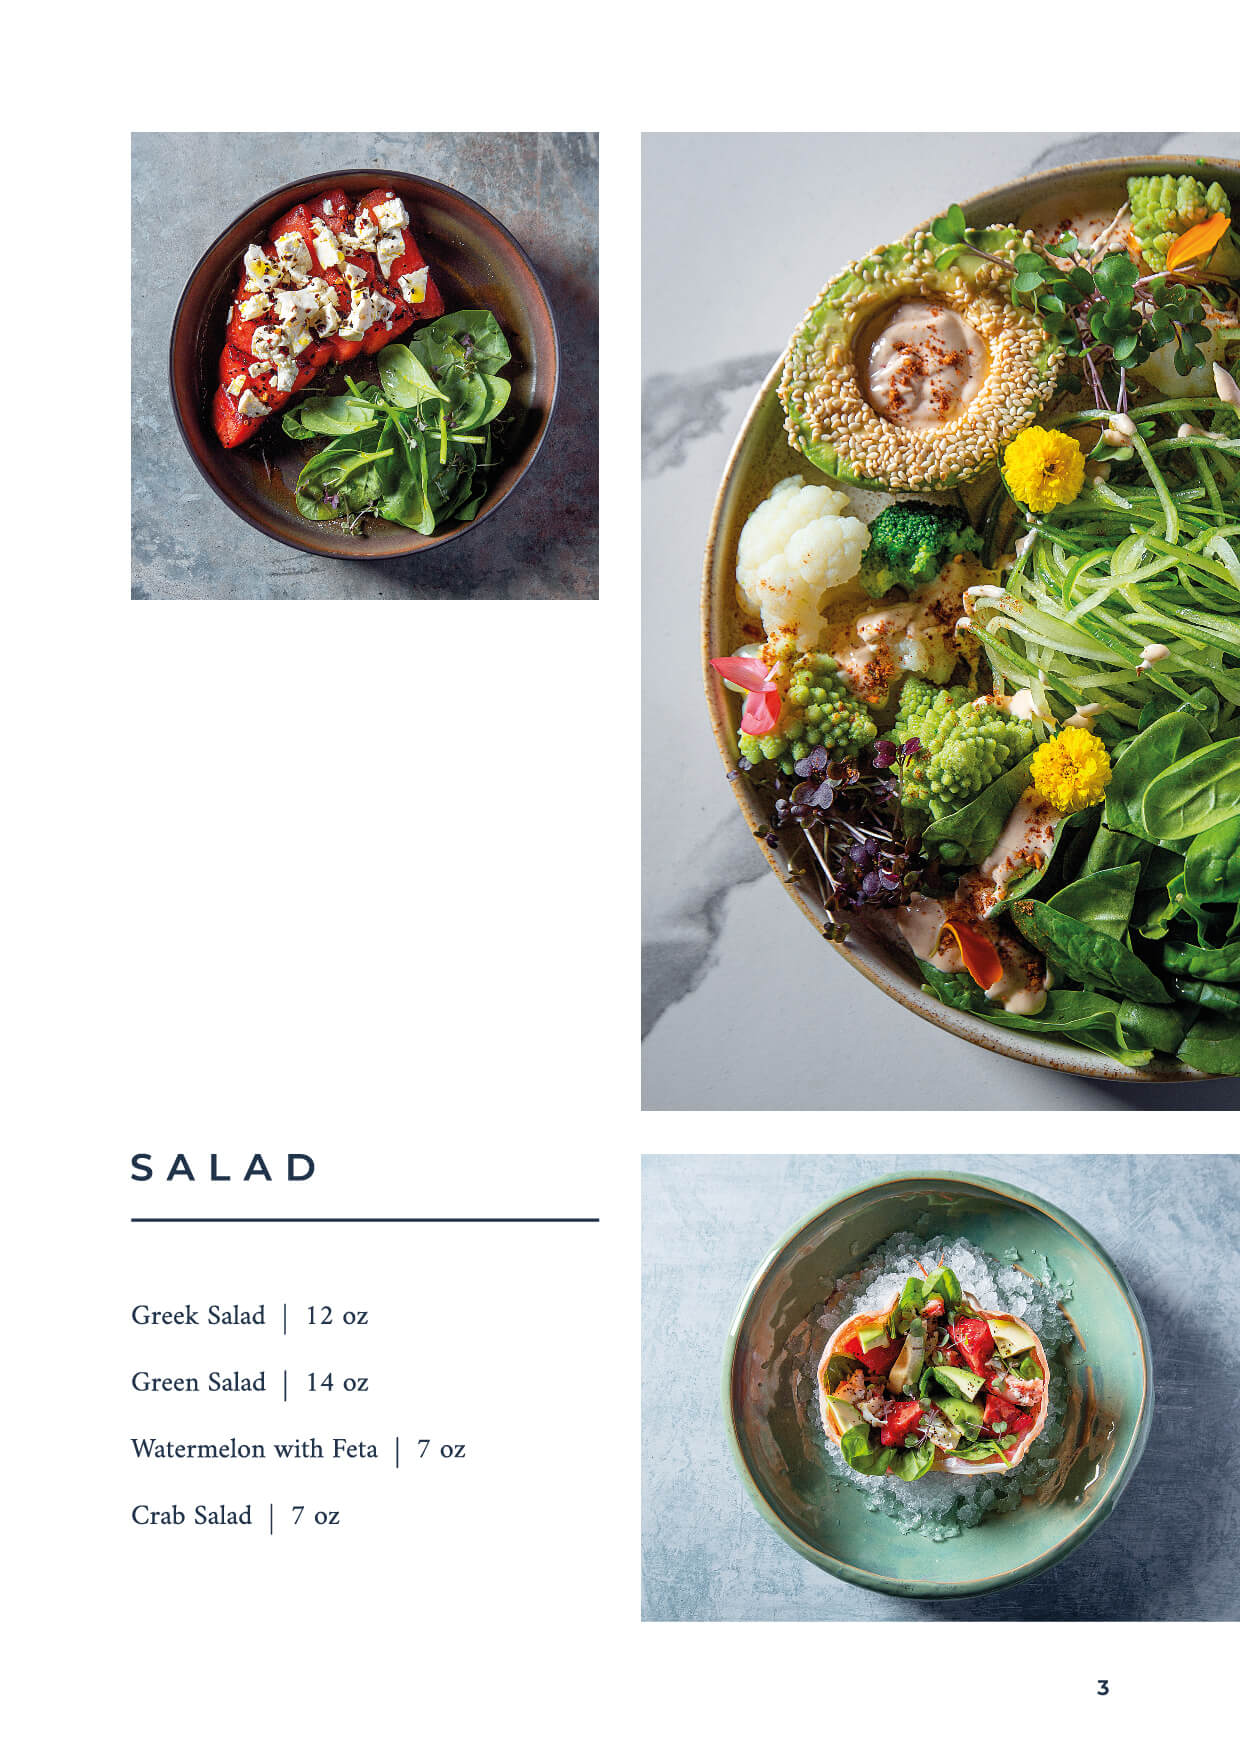 SALAD
Greek Salad | 12 oz
Green Salad | 14 oz
Watermelon with Feta | 7 oz
Crab Salad | 7 oz
3